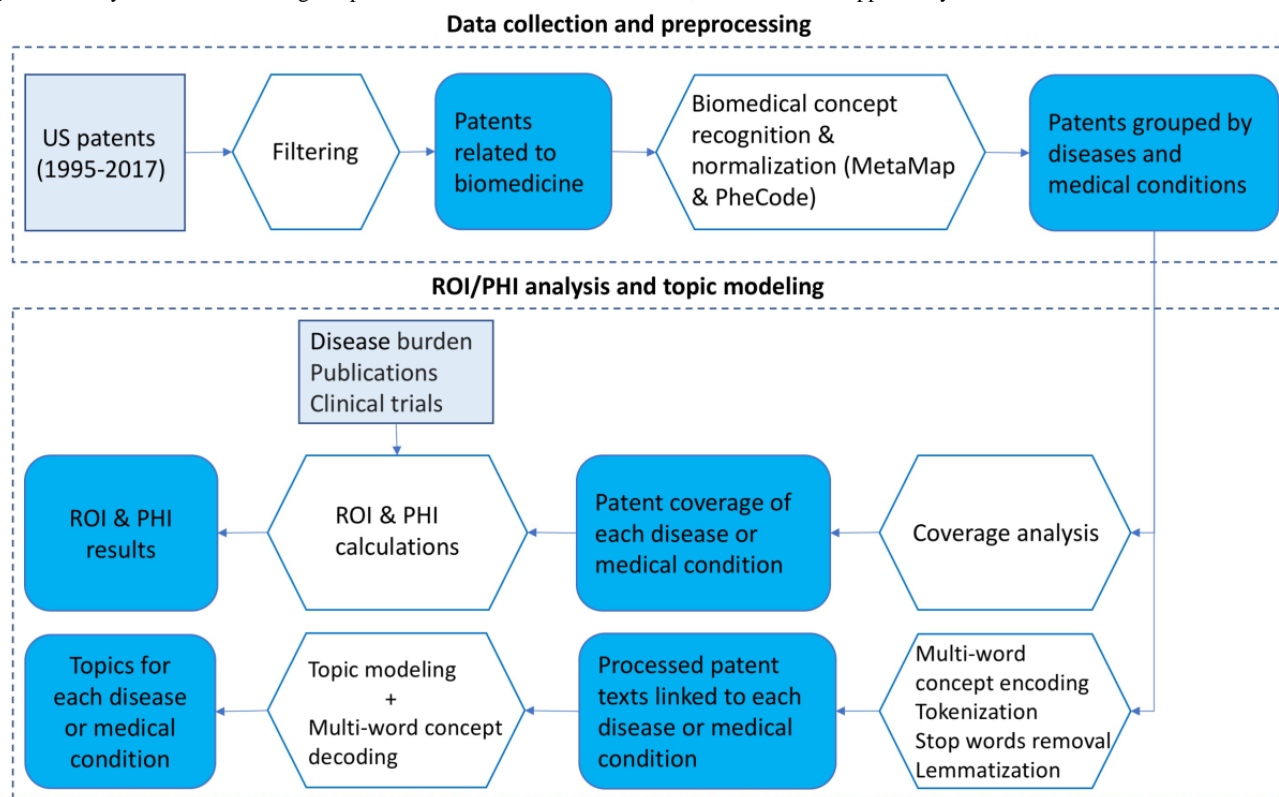 Data collection and preprocessing
US patents
(1995-2017)
Filtering
Patents
related to
biomedicine
Biomedical concept
recognition &
normalization (MetaMap
& PheCode)
Patents grouped by
diseases and
medical conditions
ROI/PHI analysis and topic modeling
Disease burden
Publications
Clinical trials
ROI & PHI
results
ROI & PHI
calculations
Patent coverage
of each disease or
medical condition
Coverage analysis
Topics for
each disease
or medical
condition
Topic modeling
+
Multi-word concept
decoding
Processed patent
texts linked to each
disease or medical
condition
Multi-word
concept encoding
Tokenization
Stop words removal
Lemmatization